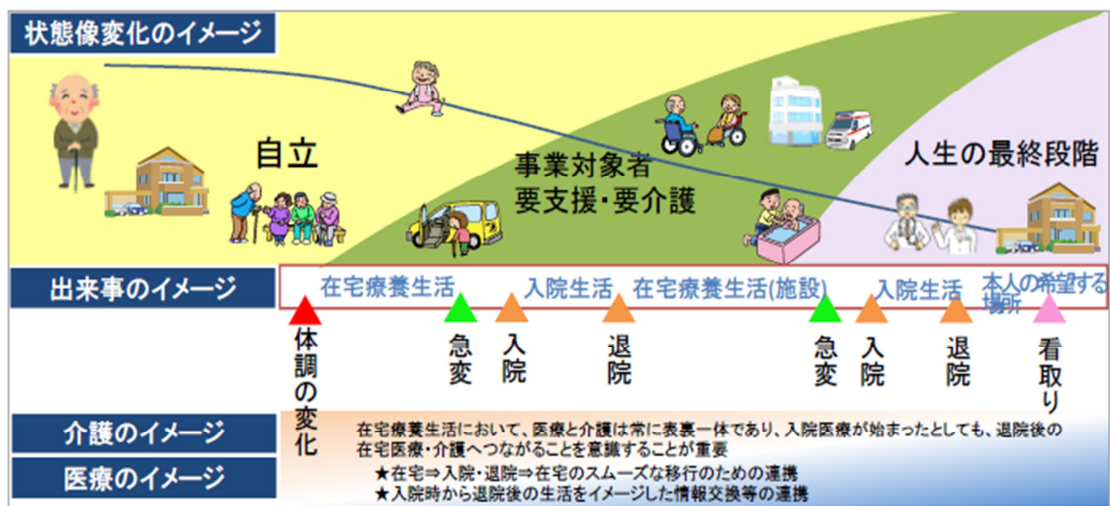 状態像変化のイメージ
自立
事業対象者
要支援・要介護
人生の最終段階
出来事のイメージ
在宅療養生活
入院生活
在宅療養生活(施設)
入院生活
本人の希望する
場所
体調の変化
急変
入院
退院
急変
入院
退院
看取り
介護のイメージ
医療のイメージ
在宅療養生活において、医療と介護は常に表裏一体であり、入院医療が始まったとしても、退院後の
在宅医療・介護へつながることを意識することが重要
★在宅⇒入院・退院⇒在宅のスムーズな移行のための連携
★入院時から退院後の生活をイメージした情報交換等の連携